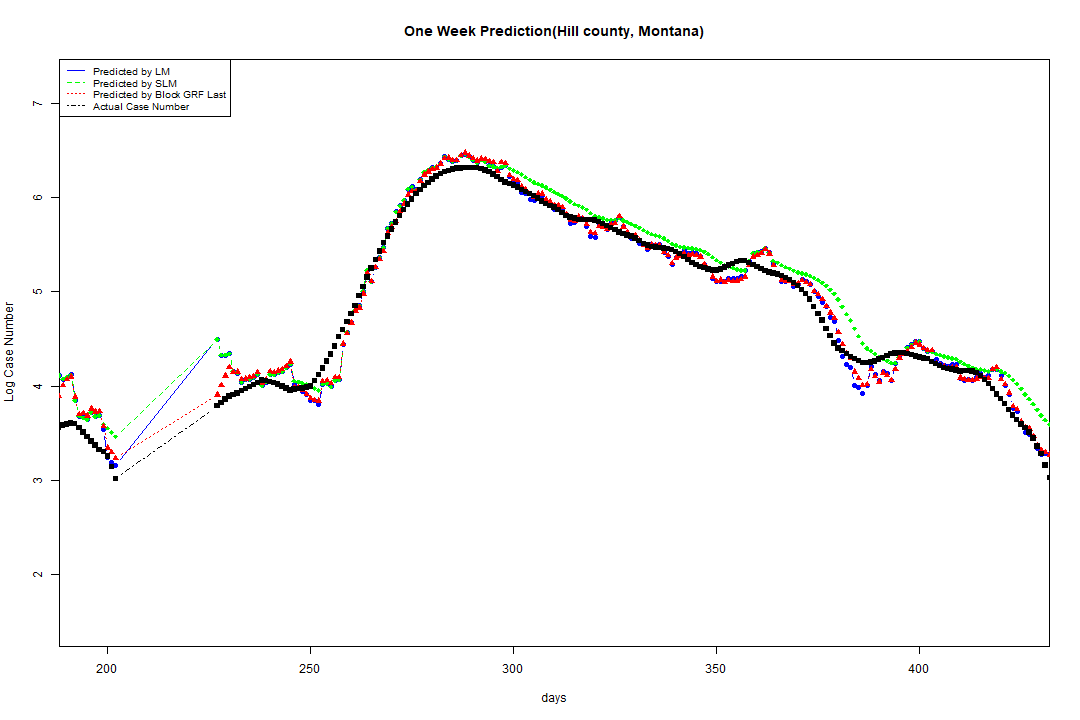 One Week Prediction(Hill county, Montana)
Predicted by LM
Predicted by SLM
Predicted by Block GRF Last
Actual Case Number
7
6
5
4
3
2
Log Case Number
200 250 300 350 400
days